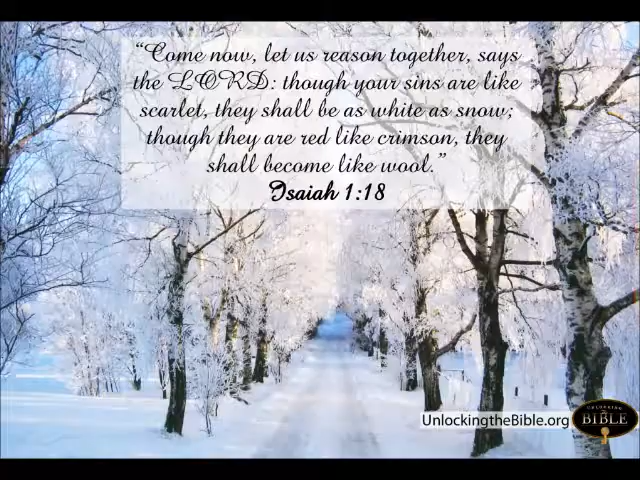 “Come now, let us reason together, says
the LORD: though your sins are like
scarlet, they shall be as white as snow;
though they are red like crimson, they
shall become like wool.”
Isaiah 1:18
UnlockingtheBible.org
UNLOCKING
THE
BIBLE